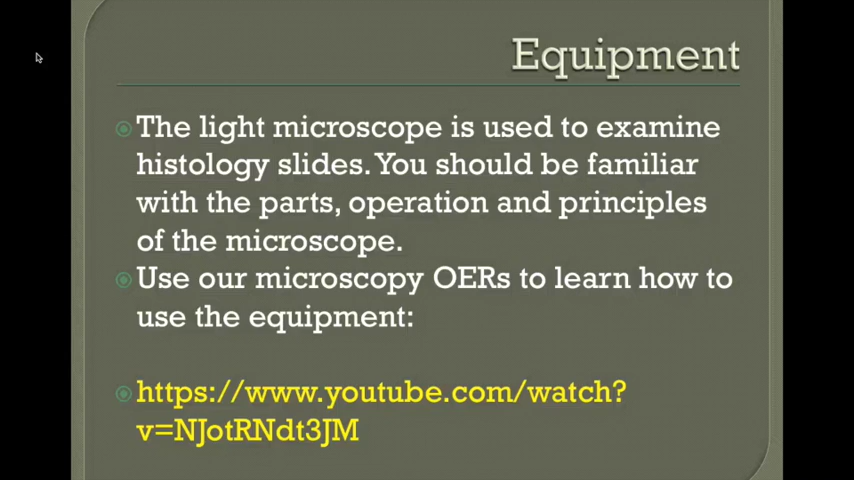 Equipment
The light microscope is used to examine
histology slides. You should be familiar
with the parts, operation and principles
of the microscope.
Use our microscopy OERs to learn how to
use the equipment:
https://www.youtube.com/watch?
v=NJotRNdt3JM